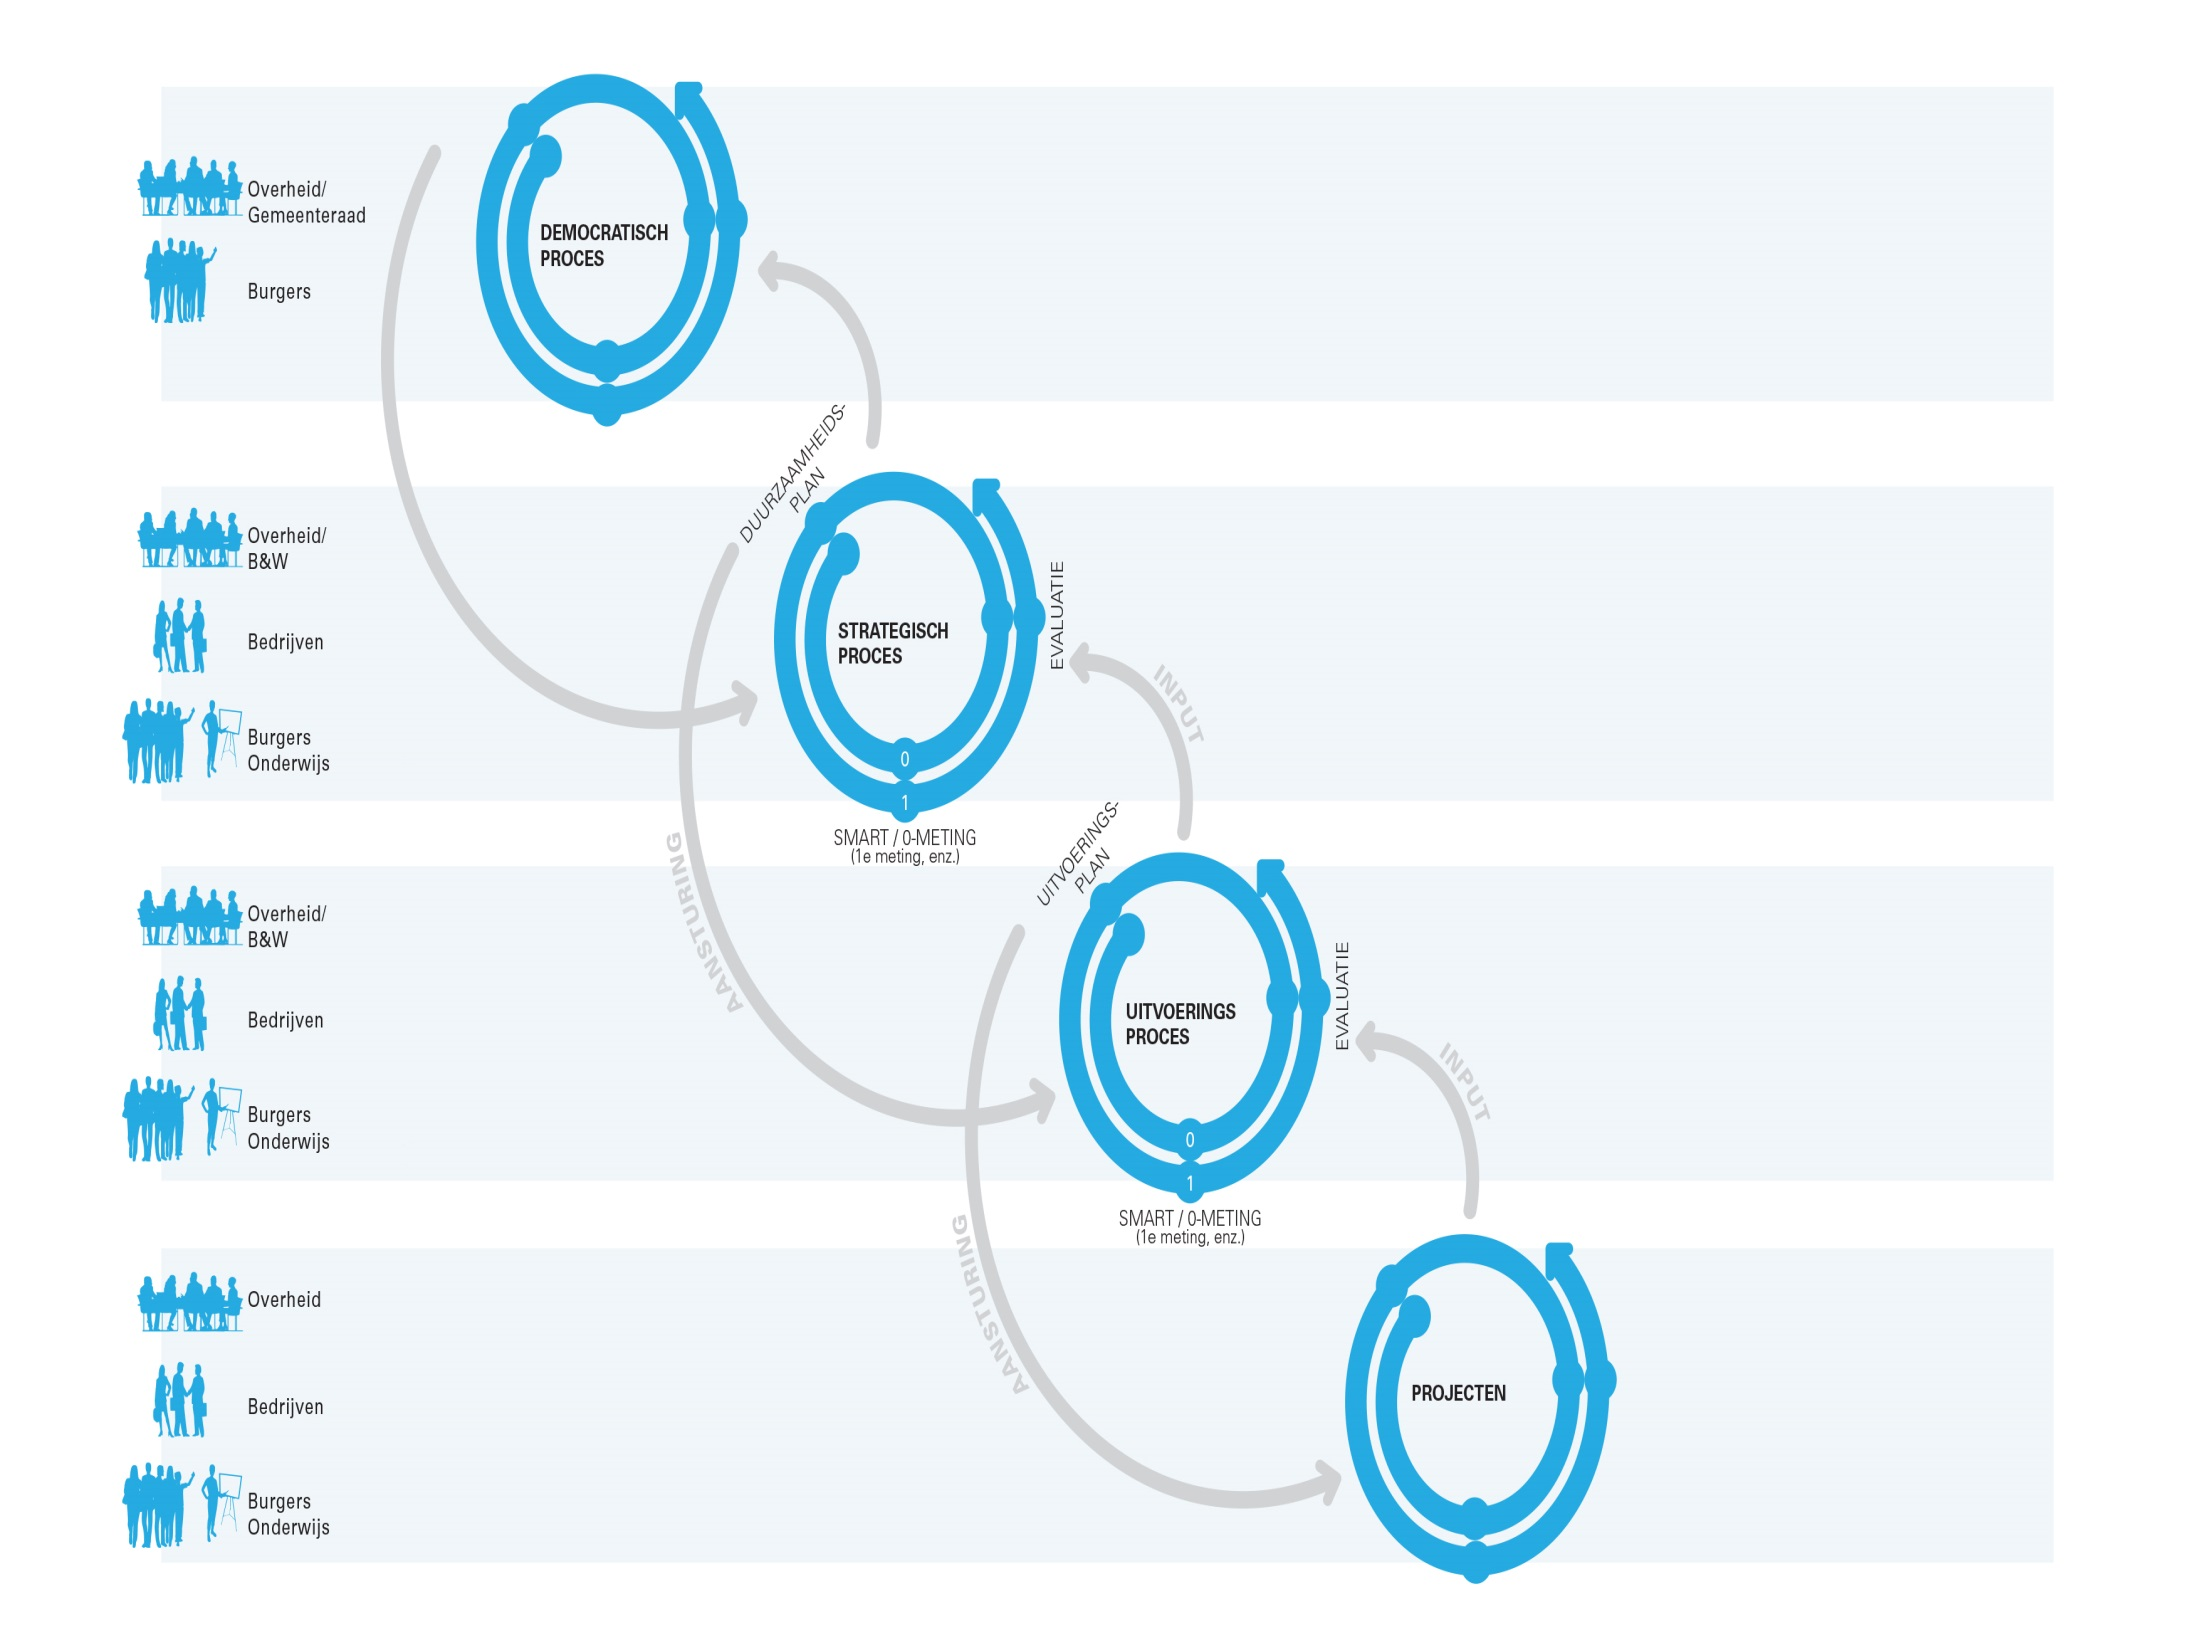 Overheid/
Gemeenteraad
Burgers
DEMOCRATISCH
PROCES
DUURZAAMHEIDS-
PLAN
Overheid/
B&W
Bedrijven
Burgers
Onderwijs
STRATEGISCH
PROCES
EVALUATIE
INPUT
0
1
SMART / 0-METING
(1e meting, enz.)
AANSTURING
UITVOERINGS-
PLAN
Overheid/
B&W
Bedrijven
Burgers
Onderwijs
UITVOERINGS
PROCES
EVALUATIE
INPUT
0
1
SMART / 0-METING
(1e meting, enz.)
AANSTURING
Overheid
Bedrijven
Burgers
Onderwijs
PROJECTEN